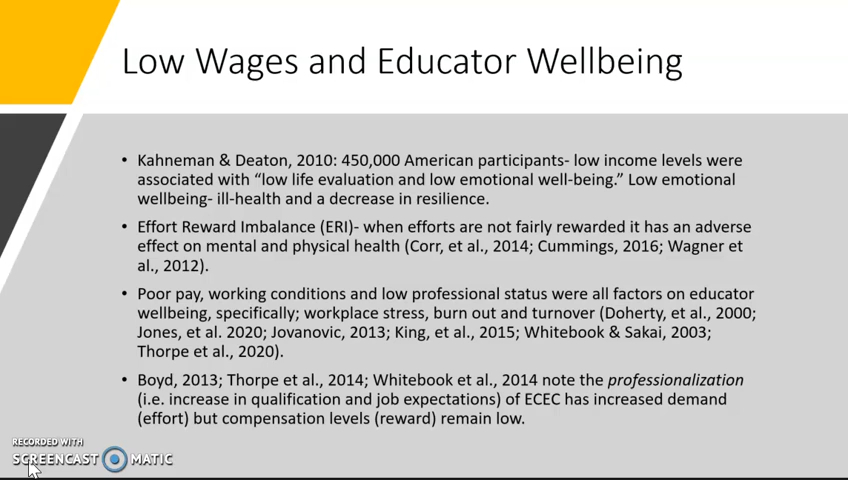 Low Wages and Educator Wellbeing
• Kahneman & Deaton, 2010: 450,000 American participants- low income levels were
associated with “low life evaluation and low emotional well-being.” Low emotional
wellbeing- ill-health and a decrease in resilience.
• Effort Reward Imbalance (ERI)- when efforts are not fairly rewarded it has an adverse
effect on mental and physical health (Corr, et al., 2014; Cummings, 2016; Wagner et
al., 2012).
• Poor pay, working conditions and low professional status were all factors on educator
wellbeing, specifically; workplace stress, burn out and turnover (Doherty, et al., 2000;
Jones, et al. 2020; Jovanovic, 2013; King, et al., 2015; Whitebook & Sakai, 2003;
Thorpe et al., 2020).
• Boyd, 2013; Thorpe et al., 2014; Whitebook et al., 2014 note the professionalization
(i.e. increase in qualification and job expectations) of ECEC has increased demand
(effort) but compensation levels (reward) remain low.
RECORDED WITH
SCREENCAST MATIC